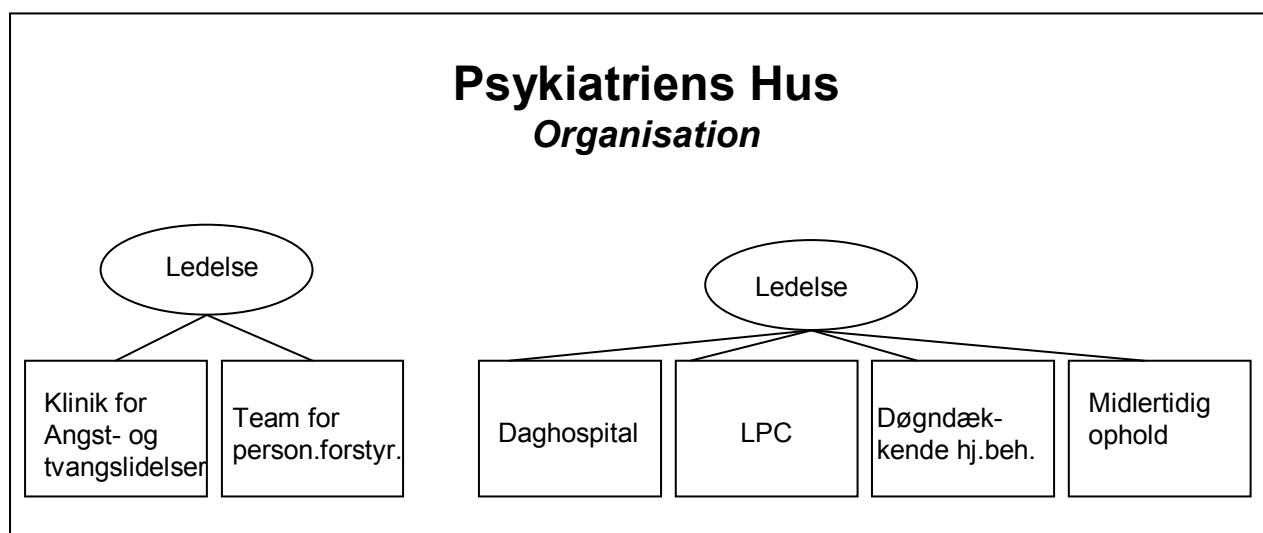 Psykiatriens Hus
Organisation
Ledelse
Ledelse
Klinik for
Angst- og
tvangslidelser
Team for
person.forstyr.
Daghospital
LPC
Døgndæk-
kende hj.beh.
Midlertidig
ophold